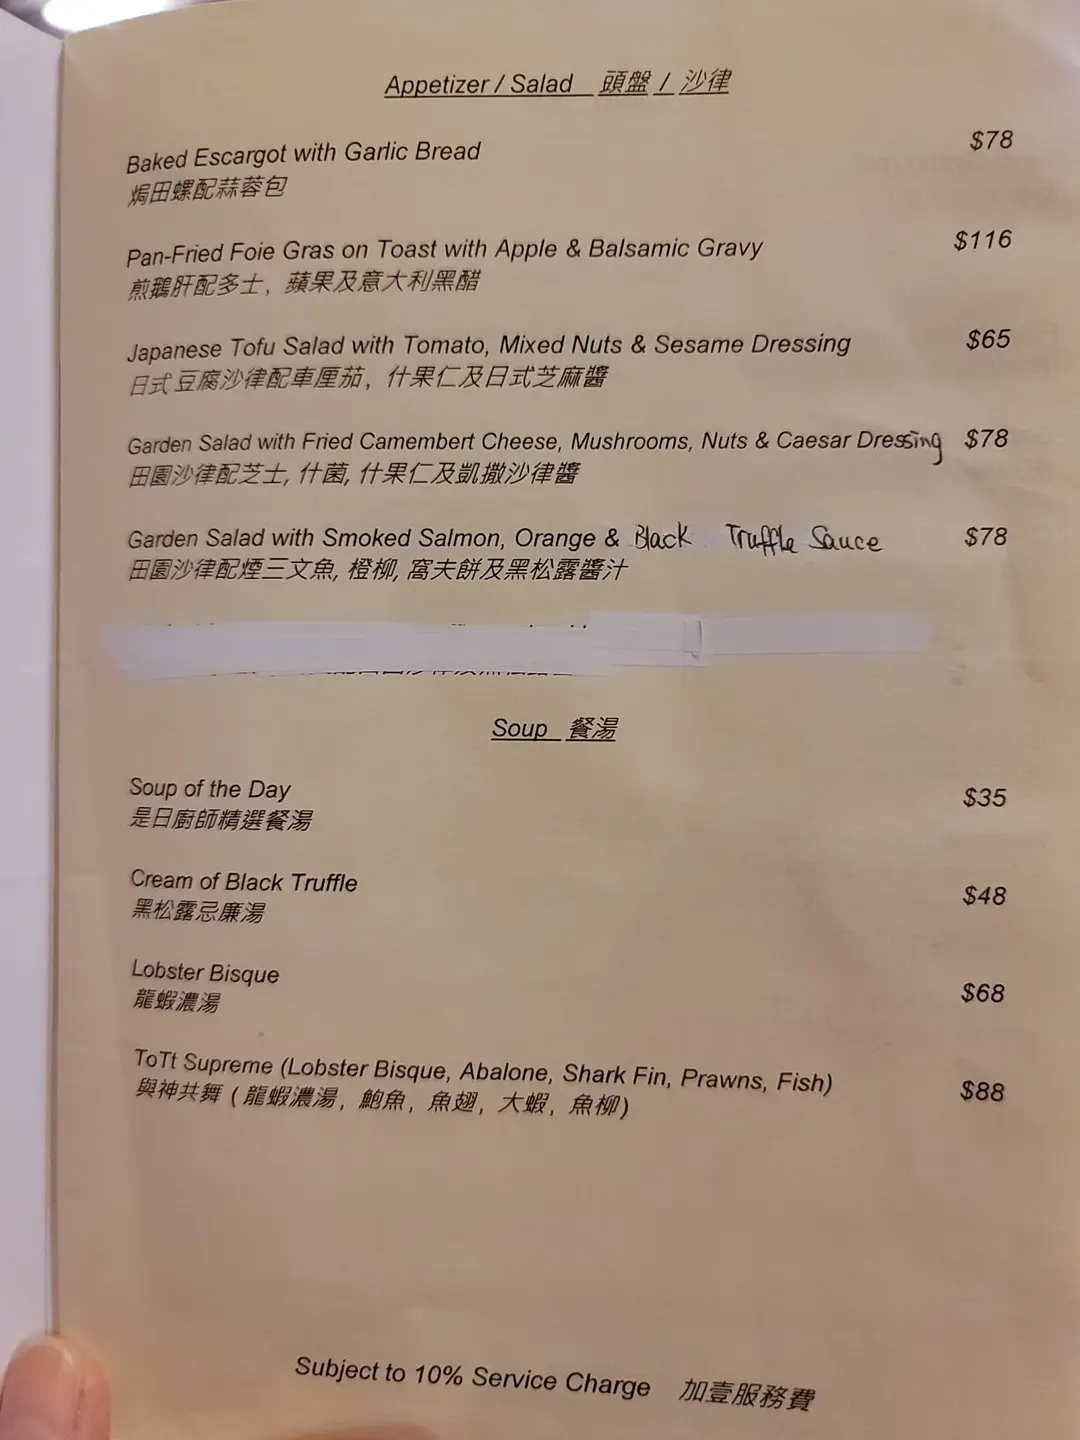 Appetizer / Salad 頭盤 / 沙律
Baked Escargot with Garlic Bread $78
焗田螺配蒜蓉包
Pan-Fried Foie Gras on Toast with Apple & Balsamic Gravy $116
煎鵝肝配多士, 蘋果及意大利黑醋
Japanese Tofu Salad with Tomato, Mixed Nuts & Sesame Dressing $65
日式豆腐沙律配車厘茄, 什果仁及日式芝麻醬
Garden Salad with Fried Camembert Cheese, Mushrooms, Nuts & Caesar Dressing $78
田園沙律配芝士, 什菌, 什果仁及凱撒沙律醬
Garden Salad with Smoked Salmon, Orange & Black Truffle Sauce $78
田園沙律配煙三文魚, 橙柳, 窩夫餅及黑松露醬汁
Soup 餐湯
Soup of the Day $35
是日廚師精選餐湯
Cream of Black Truffle $48
黑松露忌廉湯
Lobster Bisque $68
龍蝦濃湯
ToTt Supreme (Lobster Bisque, Abalone, Shark Fin, Prawns, Fish) $88
與神共舞 (龍蝦濃湯, 鮑魚, 魚翅, 大蝦, 魚柳)
Subject to 10% Service Charge 加壹服務費